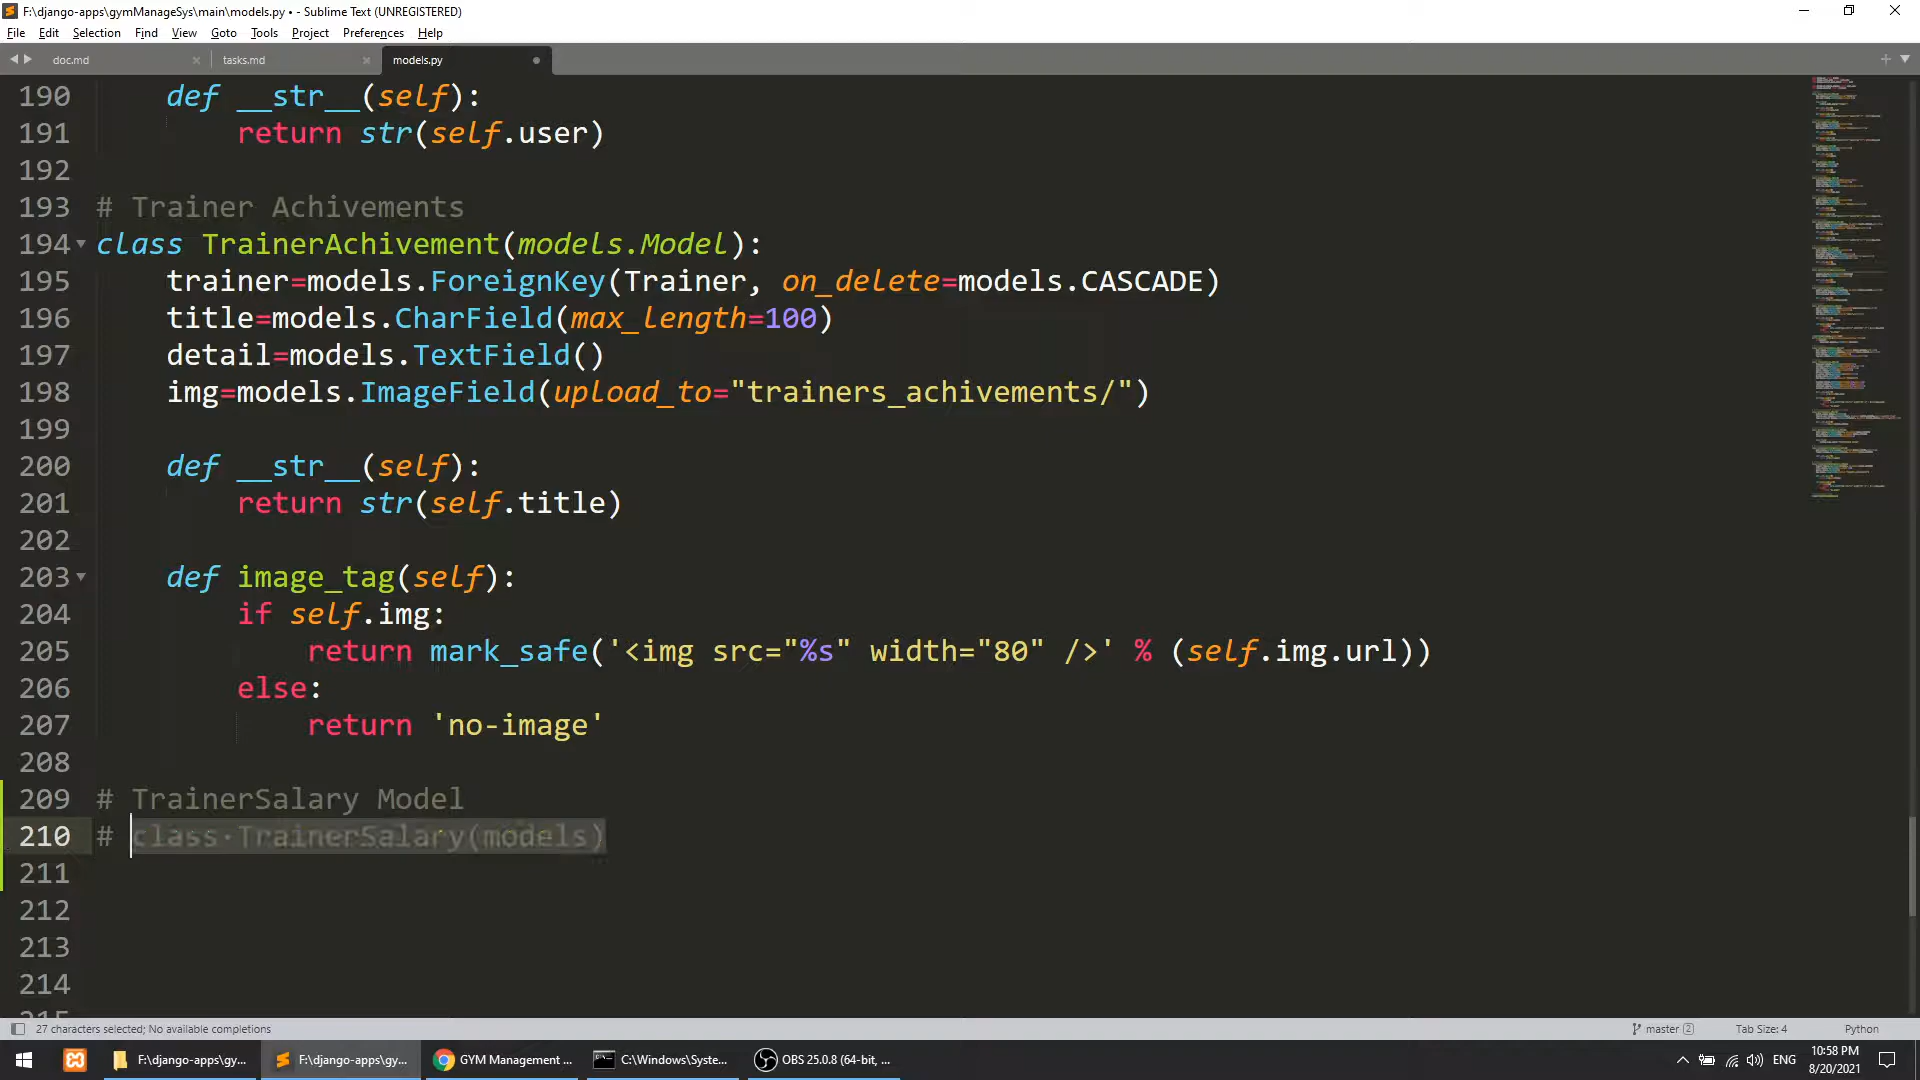 F:\django-apps\gymManageSys\main\models.py • - Sublime Text (UNREGISTERED)
File Edit Selection Find View Goto Tools Project Preferences Help
doc.md tasks.md models.py
190 def __str__(self):
191 return str(self.user)
192
193 # Trainer Achivements
194 class TrainerAchivement(models.Model):
195 trainer=models.ForeignKey(Trainer, on_delete=models.CASCADE)
196 title=models.CharField(max_length=100)
197 detail=models.TextField()
198 img=models.ImageField(upload_to="trainers_achivements/")
199
200 def __str__(self):
201 return str(self.title)
202
203 def image_tag(self):
204 if self.img:
205 return mark_safe('<img src="%s" width="80" />' % (self.img.url))
206 else:
207 return 'no-image'
208
209 # TrainerSalary Model
210 # class·TrainerSalary(models)
211
212
213
214
27 characters selected; No available completions master 2 Tab Size: 4 Python
F:\django-apps\gy... F:\django-apps\gy... GYM Management ... C:\Windows\Syste... OBS 25.0.8 (64-bit, ... ENG 10:58 PM
8/20/2021